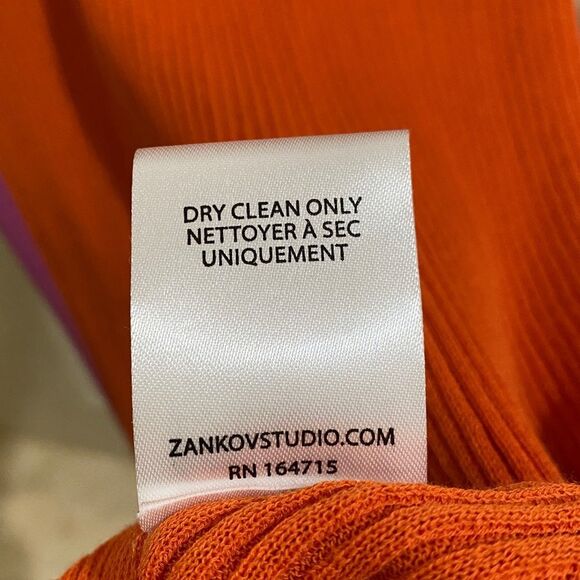 DRY CLEAN ONLY
NETTOYER À SEC
UNIQUEMENT
ZANKOVSTUDIO.COM
RN 164715